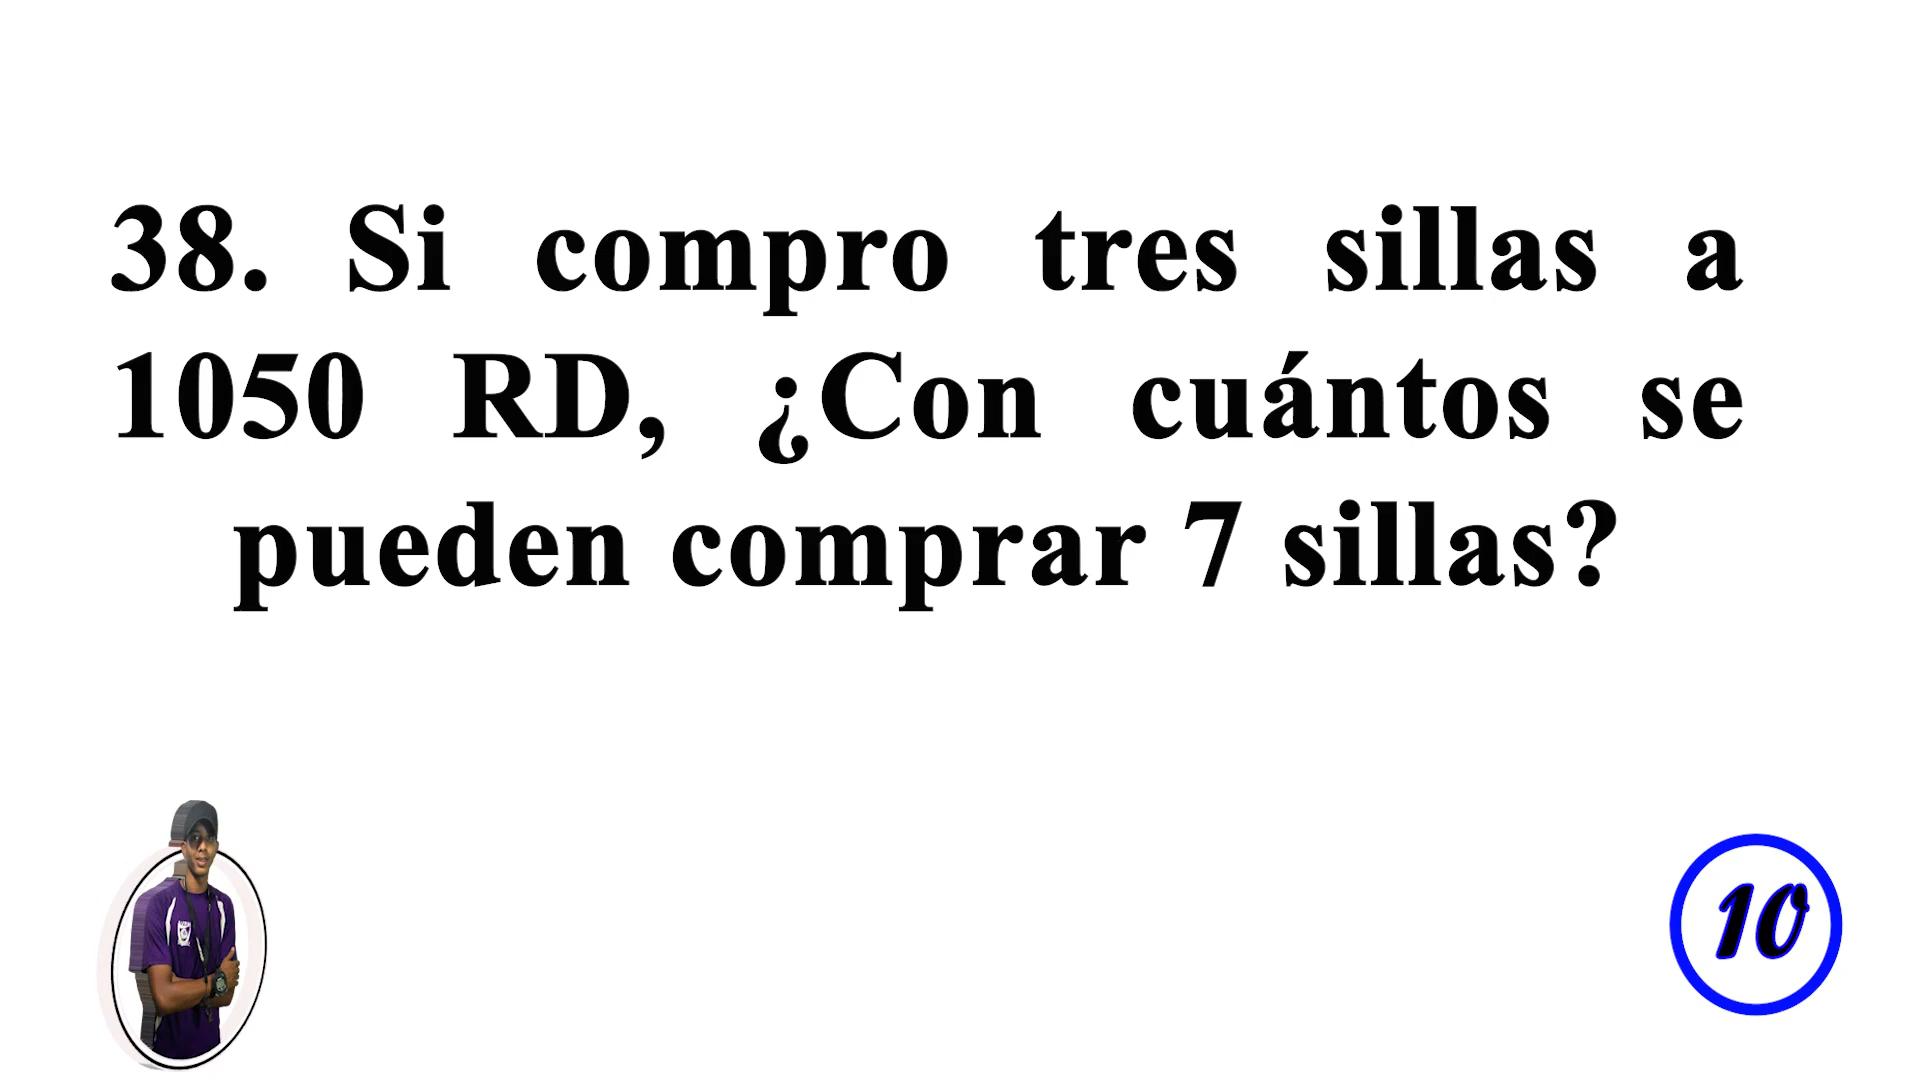 38. Si compro tres sillas a
1050 RD, ¿Con cuántos se
pueden comprar 7 sillas?
10